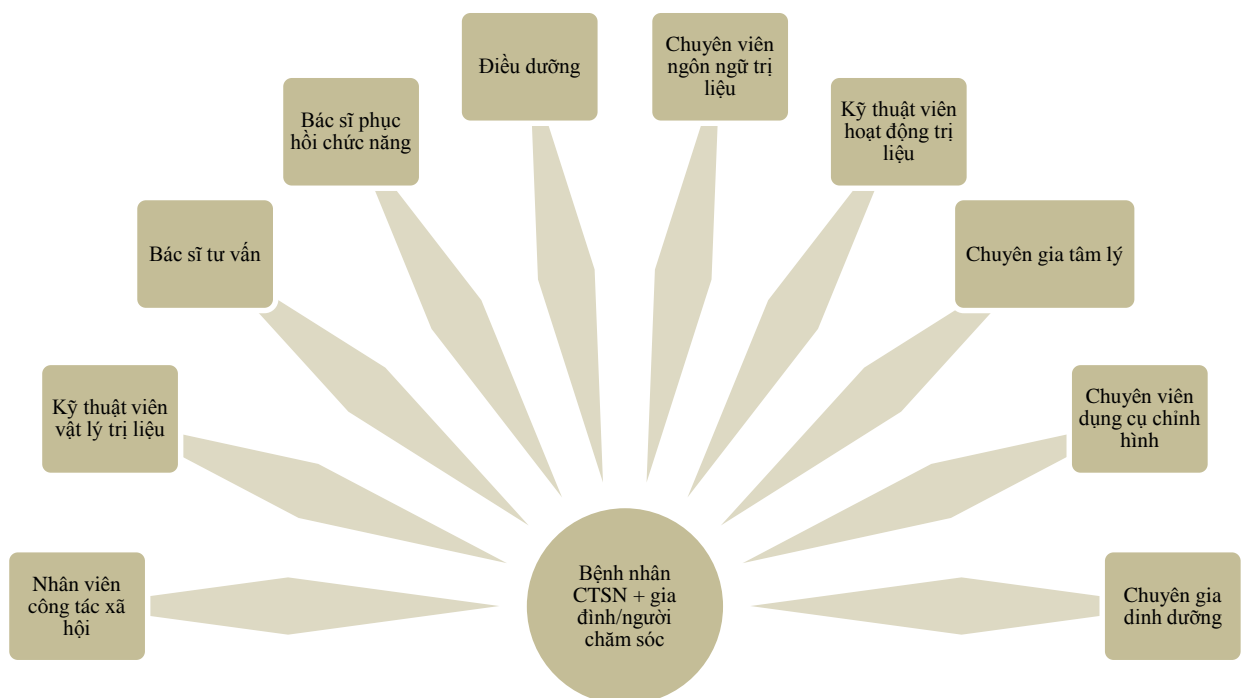 Điều dưỡng
Chuyên viên
ngôn ngữ trị
liệu
Bác sĩ phục
hồi chức năng
Kỹ thuật viên
hoạt động trị
liệu
Bác sĩ tư vấn
Chuyên gia tâm lý
Kỹ thuật viên
vật lý trị liệu
Chuyên viên
dụng cụ chỉnh
hình
Nhân viên
công tác xã
hội
Bệnh nhân
CTSN + gia
đình/người
chăm sóc
Chuyên gia
dinh dưỡng